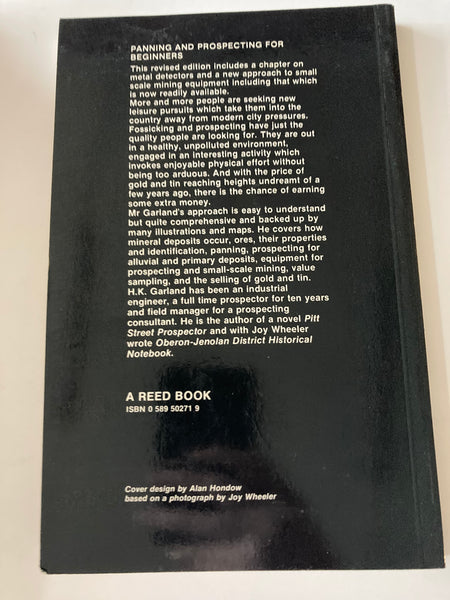 PANNING AND PROSPECTING FOR
BEGINNERS
This revised edition includes a chapter on
metal detectors and a new approach to small
scale mining equipment including that which
is now readily available.
More and more people are seeking new
leisure pursuits which take them into the
country away from modern city pressures.
Fossicking and prospecting have just the
quality people are looking for. They are out
in a healthy, unpolluted environment,
engaged in an interesting activity which
invokes enjoyable physical effort without
being too arduous. And with the price of
gold and tin reaching heights undreamt of a
few years ago, there is the chance of earning
some extra money.
Mr Garland's approach is easy to understand
but quite comprehensive and backed up by
many illustrations and maps. He covers how
mineral deposits occur, ores, their properties
and identification, panning, prospecting for
alluvial and primary deposits, equipment for
prospecting and small-scale mining, value
sampling, and the selling of gold and tin.
H.K. Garland has been an industrial
engineer, a full time prospector for ten years
and field manager for a prospecting
consultant. He is the author of a novel Pitt
Street Prospector and with Joy Wheeler
wrote Oberon-Jenolan District Historical
Notebook.
A REED BOOK
ISBN 0 589 50271 9
Cover design by Alan Hondow
based on a photograph by Joy Wheeler